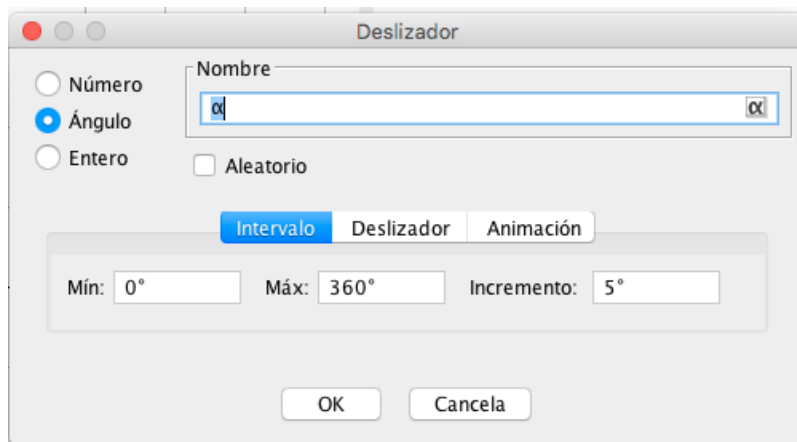 Deslizador
Número
Ángulo
Entero
Nombre
α α
Aleatorio
Intervalo Deslizador Animación
Mín: 0° Máx: 360° Incremento: 5°
OK Cancela